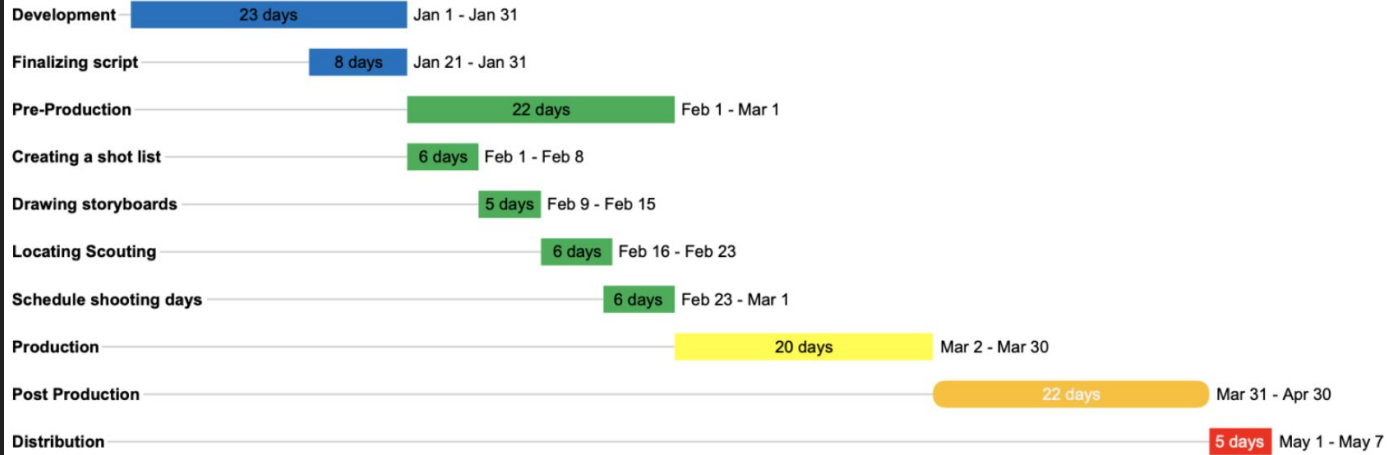 Development 23 days Jan 1 - Jan 31
Finalizing script 8 days Jan 21 - Jan 31
Pre-Production 22 days Feb 1 - Mar 1
Creating a shot list 6 days Feb 1 - Feb 8
Drawing storyboards 5 days Feb 9 - Feb 15
Locating Scouting 6 days Feb 16 - Feb 23
Schedule shooting days 6 days Feb 23 - Mar 1
Production 20 days Mar 2 - Mar 30
Post Production 22 days Mar 31 - Apr 30
Distribution 5 days May 1 - May 7